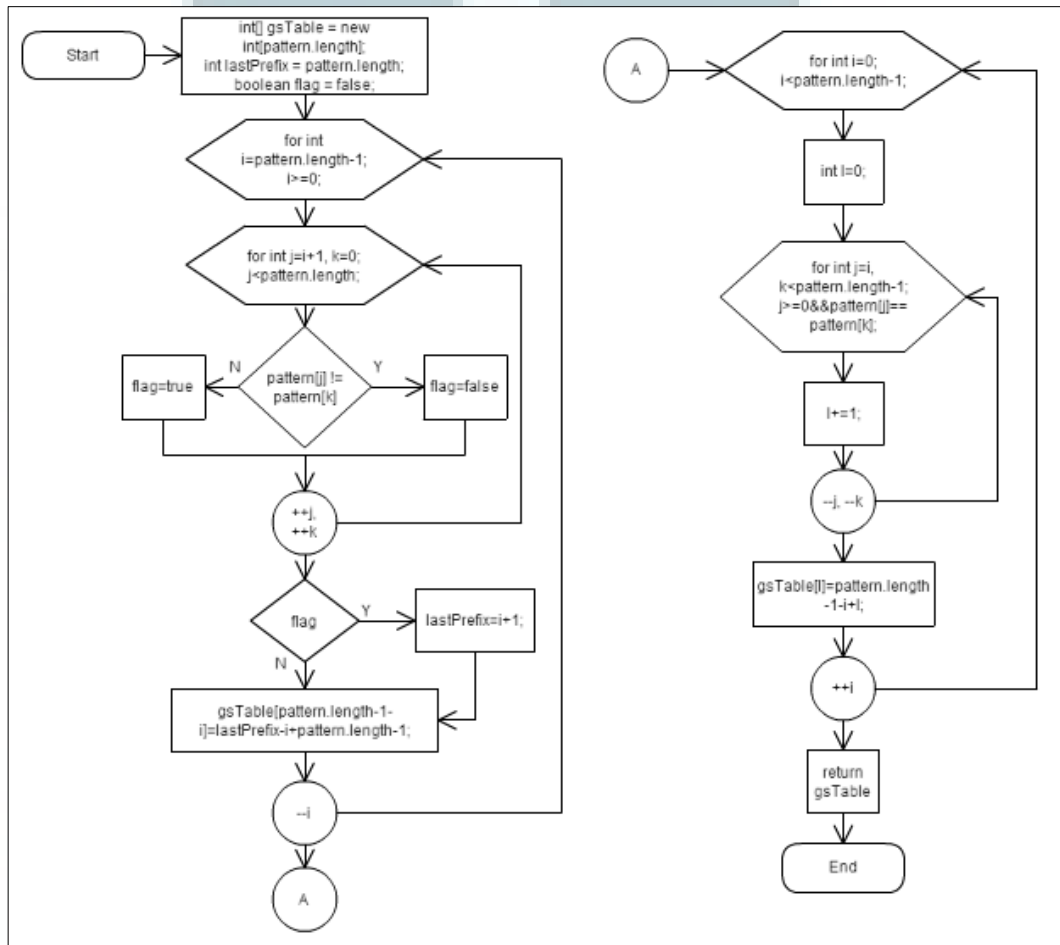 Start
int[] gsTable = new
int[pattern.length];
int lastPrefix = pattern.length;
boolean flag = false;
for int
i=pattern.length-1;
i>=0;
for int j=i+1, k=0;
j<pattern.length;
pattern[j] !=
pattern[k]
N
Y
flag=true
flag=false
++j,
++k
flag
Y
N
lastPrefix=i+1;
gsTable[pattern.length-1-
i]=lastPrefix-i+pattern.length-1;
--i
A
A
for int i=0;
i<pattern.length-1;
int l=0;
for int j=i,
k<pattern.length-1;
j>=0&&pattern[j]==
pattern[k];
l+=1;
--j, --k
gsTable[l]=pattern.length
-1-i+l;
++i
return
gsTable
End